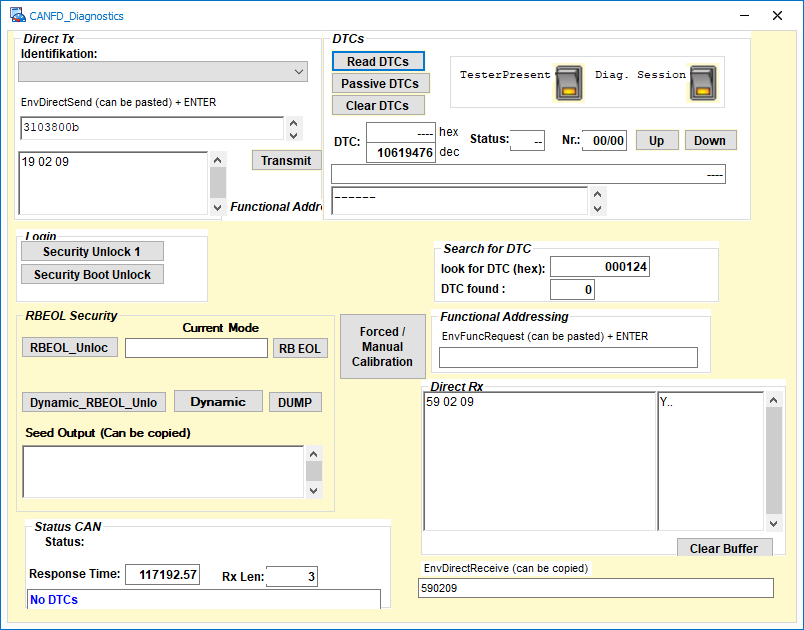 CANFD_Diagnostics
Direct Tx
Identifikation:
EnvDirectSend (can be pasted) + ENTER
3103800b
19 02 09
Transmit
Functional Addre
DTCs
Read DTCs
Passive DTCs
Clear DTCs
TesterPresent
Diag. Session
DTC:
---- hex
10619476 dec
Status: --
Nr.: 00/00
Up
Down
----
------
Login
Security Unlock 1
Security Boot Unlock
Search for DTC
look for DTC (hex): 000124
DTC found : 0
RBEOL Security
Current Mode
RBEOL_Unloc
RB EOL
Dynamic_RBEOL_Unlo
Dynamic
DUMP
Seed Output (Can be copied)
Forced /
Manual
Calibration
Functional Addressing
EnvFuncRequest (can be pasted) + ENTER
Direct Rx
59 02 09
Y..
Clear Buffer
EnvDirectReceive (can be copied)
590209
Status CAN
Status:
Response Time: 117192.57
Rx Len: 3
No DTCs